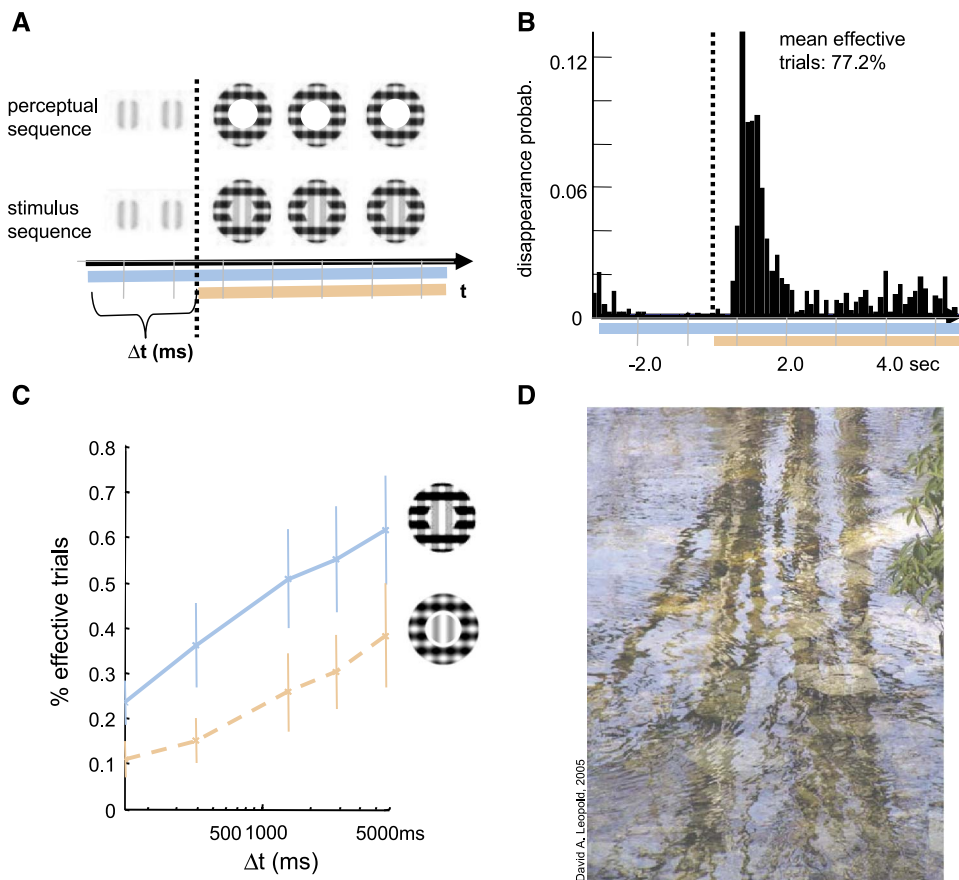 A
perceptual
sequence
stimulus
sequence
t
Δt (ms)
B
mean effective
trials: 77.2%
disappearance probab.
0.12
0.06
0
-2.0
2.0
4.0 sec
C
% effective trials
0.8
0.7
0.6
0.5
0.4
0.3
0.2
0.1
0
500
1000
5000ms
Δt (ms)
D
David A. Leopold, 2005